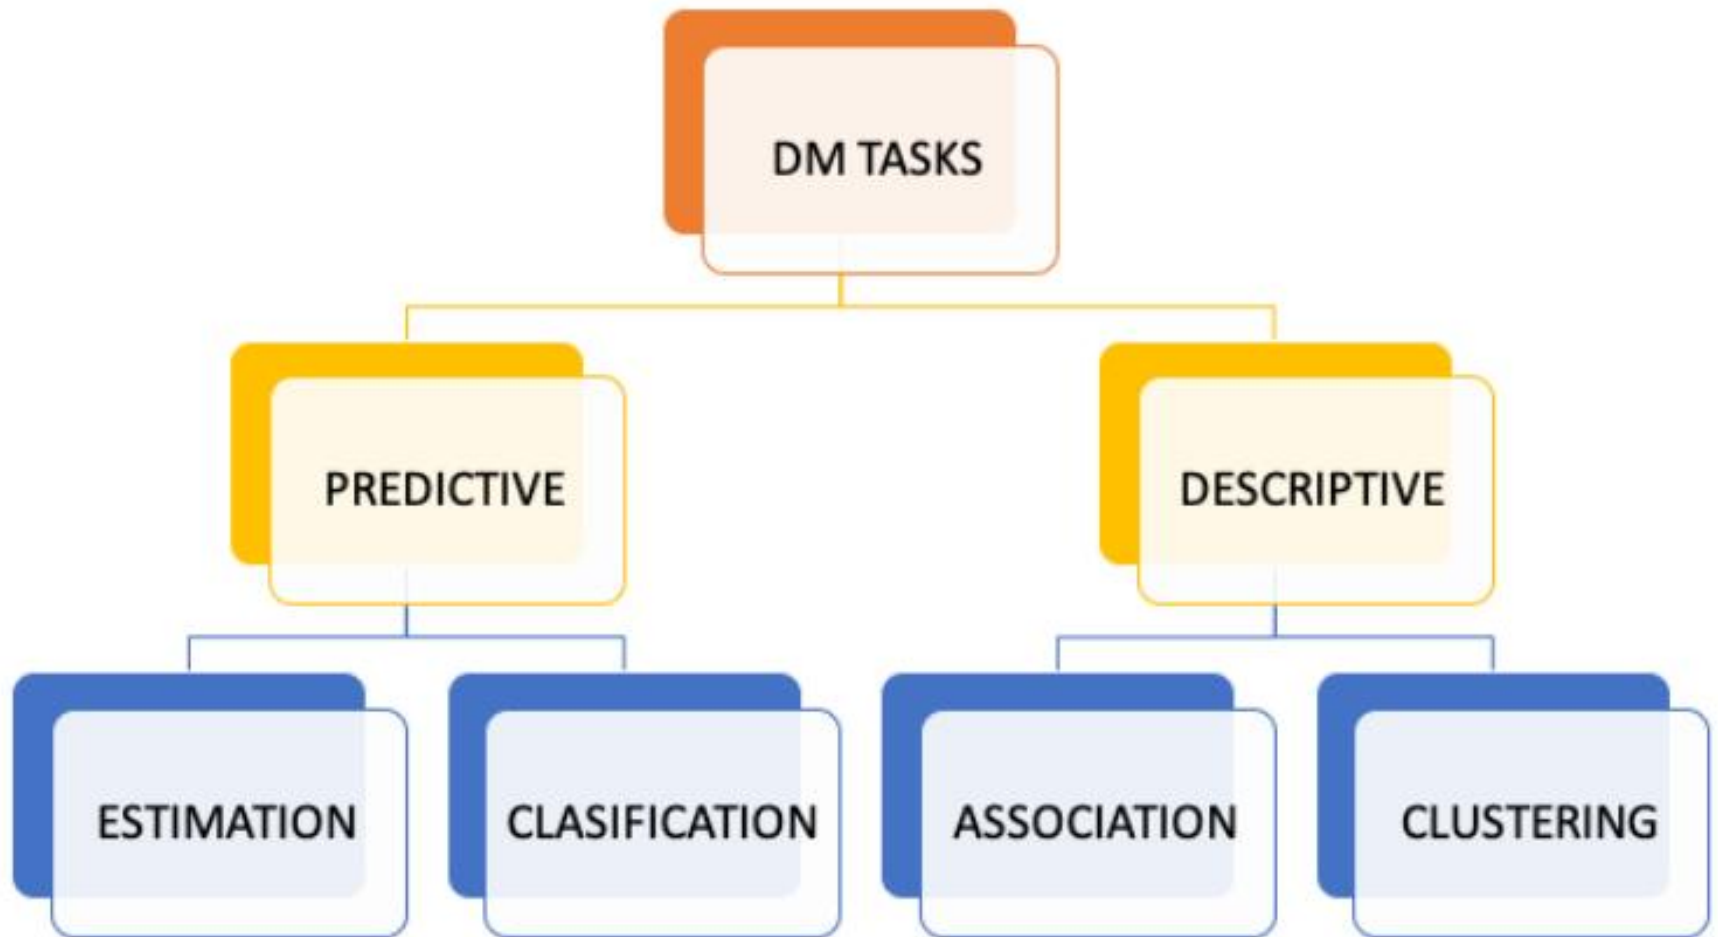 DM TASKS
PREDICTIVE
DESCRIPTIVE
ESTIMATION
CLASIFICATION
ASSOCIATION
CLUSTERING